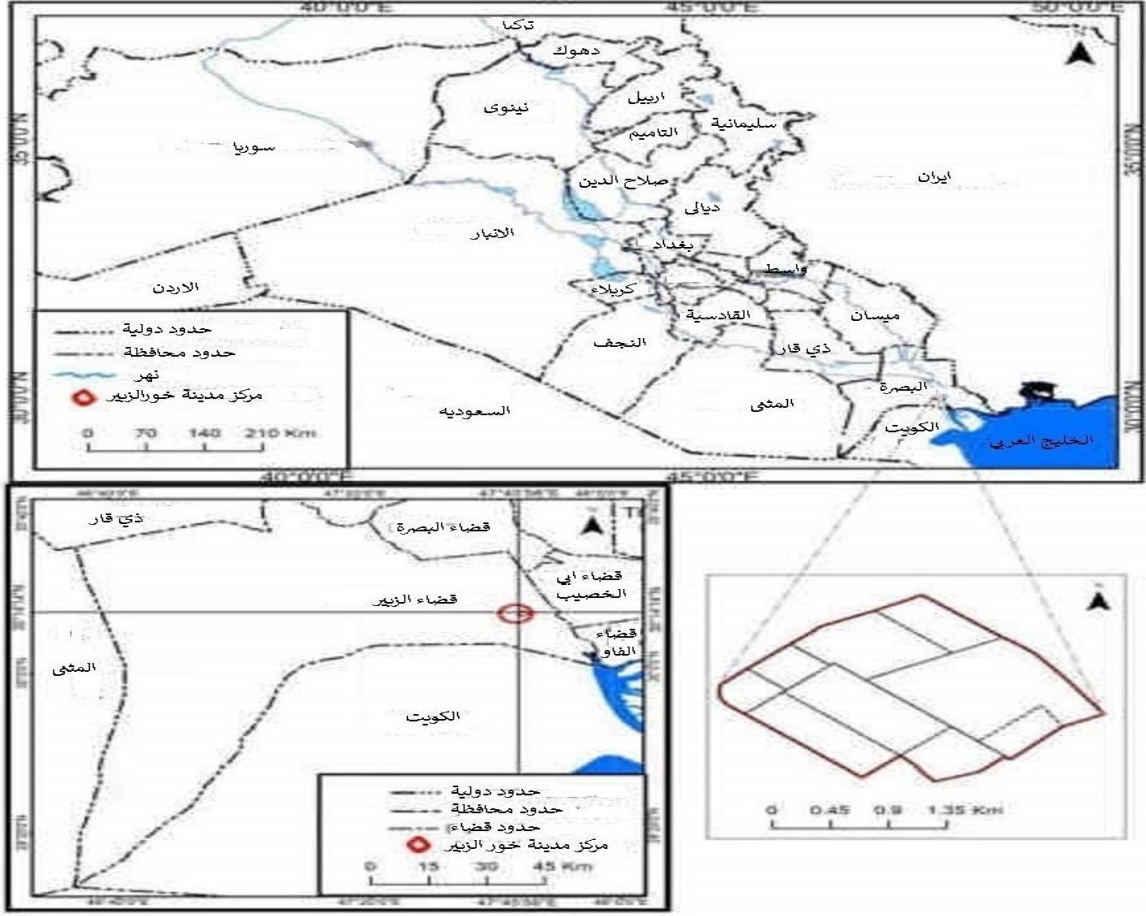 40°0'0"E 45°0'0"E 50°0'0"E
تركيا
دهوك
نينوى
اربيل
سليمانية
التاميم
سوريا
ايران
صلاح الدين
ديالى
الانبار
بغداد
واسط
الاردن
كربلاء
القادسية
ميسان
النجف
ذي قار
البصرة
المثى
السعوديه
الكويت
الخليج العربي
35°0'0"N
30°0'0"N
حدود دولية
حدود محافظة
نهر
مركز مدينة خورالزبير
0 70 140 210 Km
40°0'0"E 45°0'0"E
ذي قار
قضاء البصرة
قضاء ابي
الخصيب
قضاء الزبير
قضاء
الفاو
المثى
الكويت
حدود دولية
حدود محافظة
حدود قضاء
مركز مدينة خور الزبير
0 15 30 45 Km
0 0.45 0.9 1.35 Km